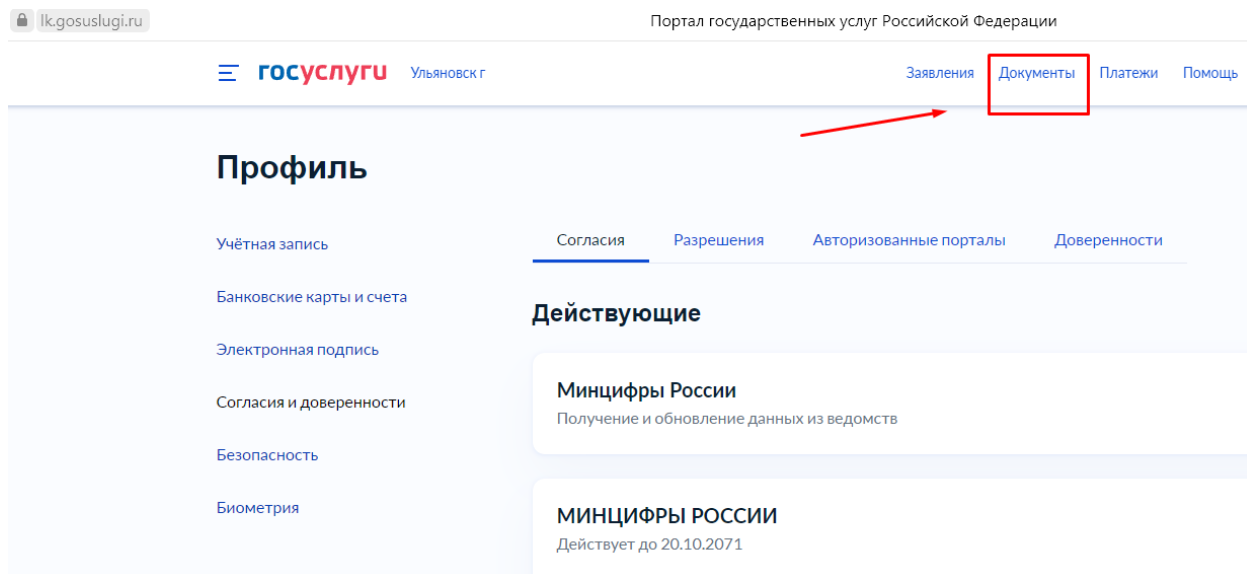 lk.gosuslugi.ru Портал государственных услуг Российской Федерации
госуслуги Ульяновск г Заявления Документы Платежи Помощь
Профиль
Учётная запись
Банковские карты и счета
Электронная подпись
Согласия и доверенности
Безопасность
Биометрия
Согласия Разрешения Авторизованные порталы Доверенности
Действующие
Минцифры России
Получение и обновление данных из ведомств
МИНЦИФРЫ РОССИИ
Действует до 20.10.2071